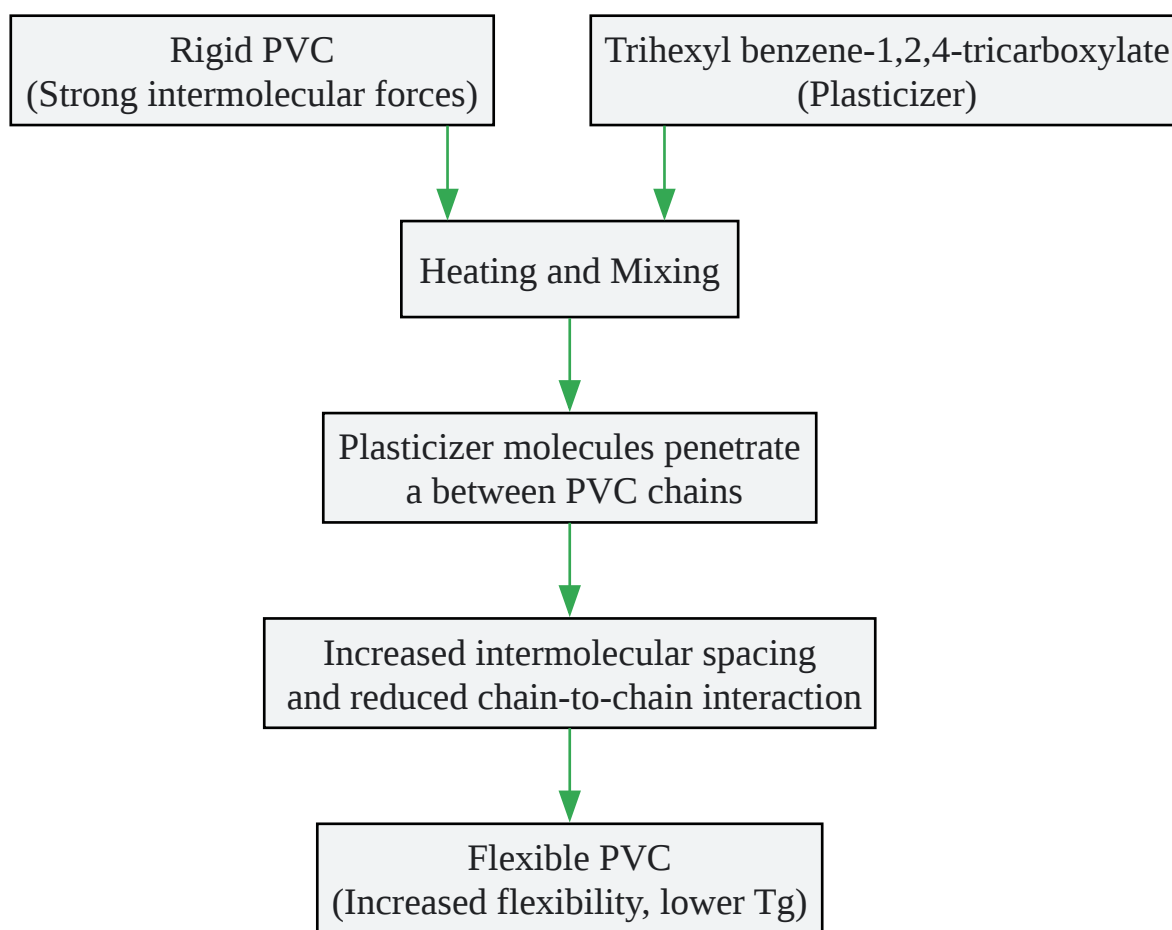 Rigid PVC
(Strong intermolecular forces)
Trihexyl benzene-1,2,4-tricarboxylate
(Plasticizer)
Heating and Mixing
Plasticizer molecules penetrate
a between PVC chains
Increased intermolecular spacing
and reduced chain-to-chain interaction
Flexible PVC
(Increased flexibility, lower Tg)